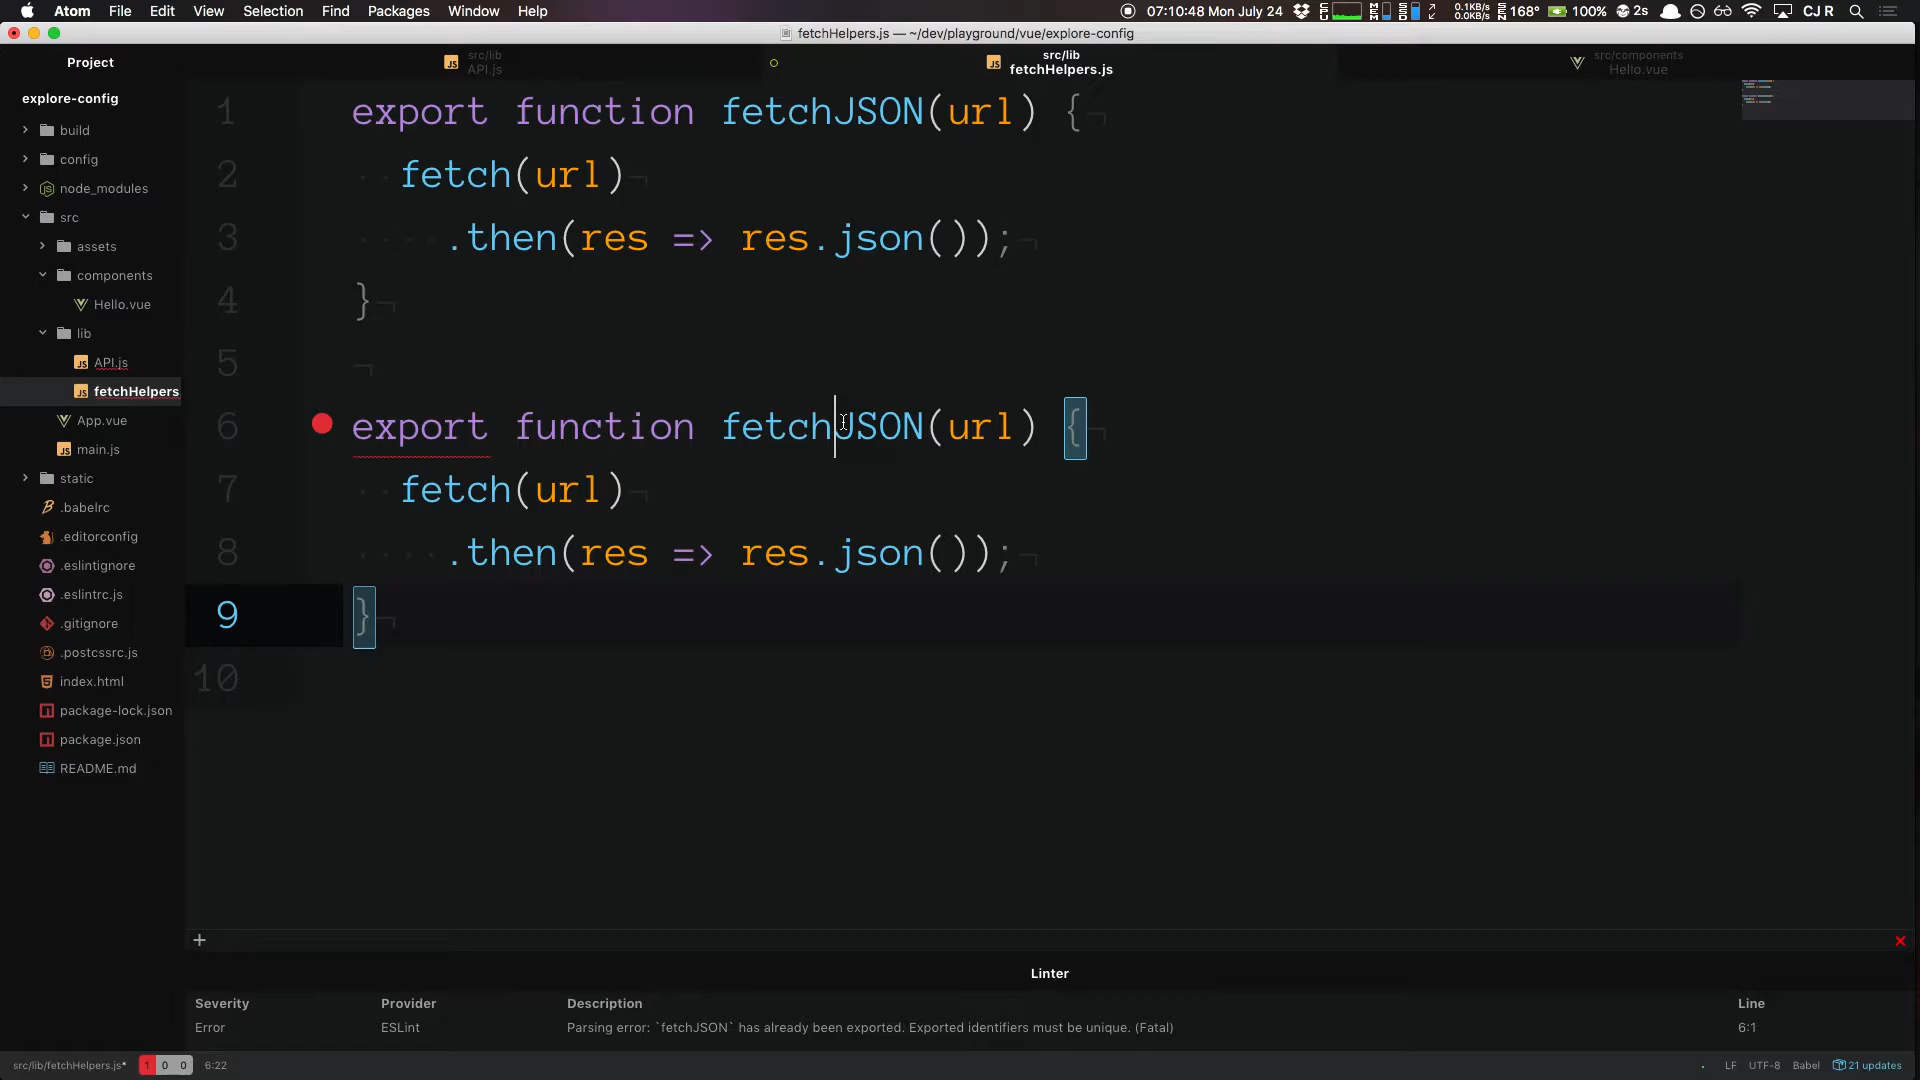 Atom File Edit View Selection Find Packages Window Help 07:10:48 Mon July 24 0.1KB/s 0.0KB/s 168° 100% 2s CJ R
fetchHelpers.js — ~/dev/playground/vue/explore-config
Project
src/lib
API.js
src/lib
fetchHelpers.js
src/components
Hello.vue
explore-config
build
config
node_modules
src
assets
components
Hello.vue
lib
API.js
fetchHelpers.
App.vue
main.js
static
.babelrc
.editorconfig
.eslintignore
.eslintrc.js
.gitignore
.postcssrc.js
index.html
package-lock.json
package.json
README.md
1 export function fetchJSON(url) {
2 fetch(url)
3 .then(res => res.json());
4 }
5
6 export function fetchJSON(url) {
7 fetch(url)
8 .then(res => res.json());
9 }
10
+
Linter
Severity Provider Description Line
Error ESLint Parsing error: `fetchJSON` has already been exported. Exported identifiers must be unique. (Fatal) 6:1
src/lib/fetchHelpers.js* 1 0 0 6:22 LF UTF-8 Babel 21 updates